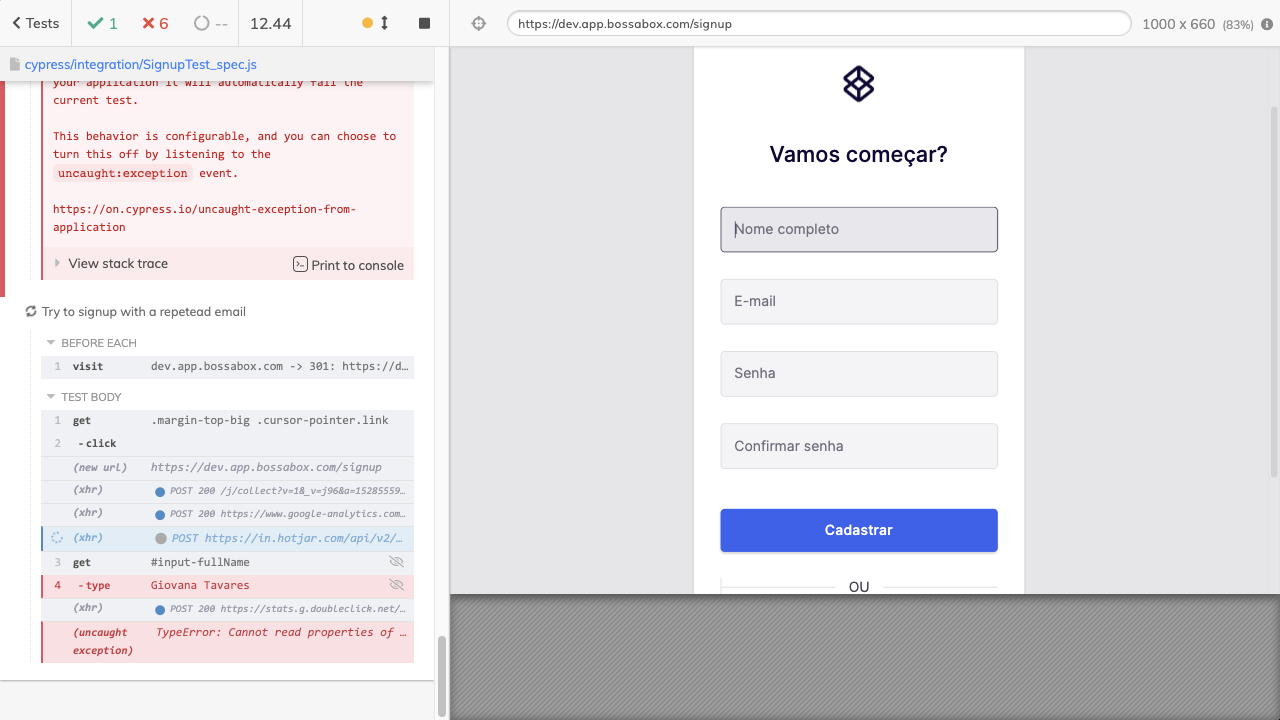 Tests
1
6
--
12.44
https://dev.app.bossabox.com/signup
1000 x 660 (83%)
cypress/integration/SignupTest_spec.js
your application it will automatically fail the
current test.
This behavior is configurable, and you can choose to
turn this off by listening to the
uncaught:exception event.
https://on.cypress.io/uncaught-exception-from-
application
View stack trace
Print to console
Try to signup with a repetead email
BEFORE EACH
1 visit dev.app.bossabox.com -> 301: https://d…
TEST BODY
1 get .margin-top-big .cursor-pointer.link
2 -click
(new url) https://dev.app.bossabox.com/signup
(xhr) POST 200 /j/collect?v=1&_v=j96&a=15285559…
(xhr) POST 200 https://www.google-analytics.com…
(xhr) POST https://in.hotjar.com/api/v2/…
3 get #input-fullName
4 -type Giovana Tavares
(xhr) POST 200 https://stats.g.doubleclick.net/…
(uncaught TypeError: Cannot read properties of …
exception)
Vamos começar?
Nome completo
E-mail
Senha
Confirmar senha
Cadastrar
OU